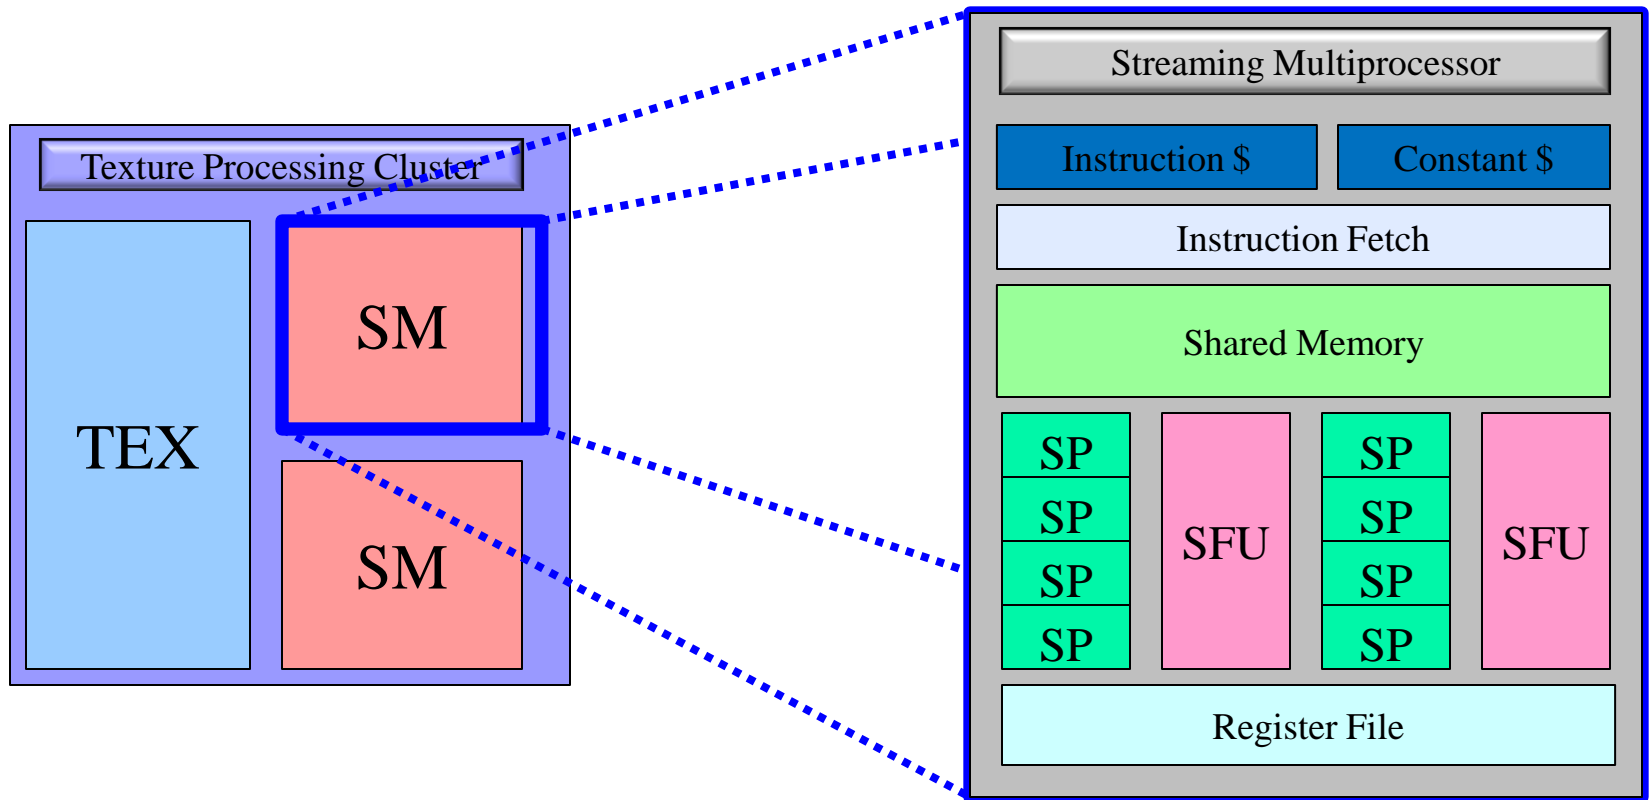 Texture Processing Cluster
TEX
SM
SM
Streaming Multiprocessor
Instruction $
Constant $
Instruction Fetch
Shared Memory
SP
SP
SP
SP
SFU
SP
SP
SP
SP
SFU
Register File